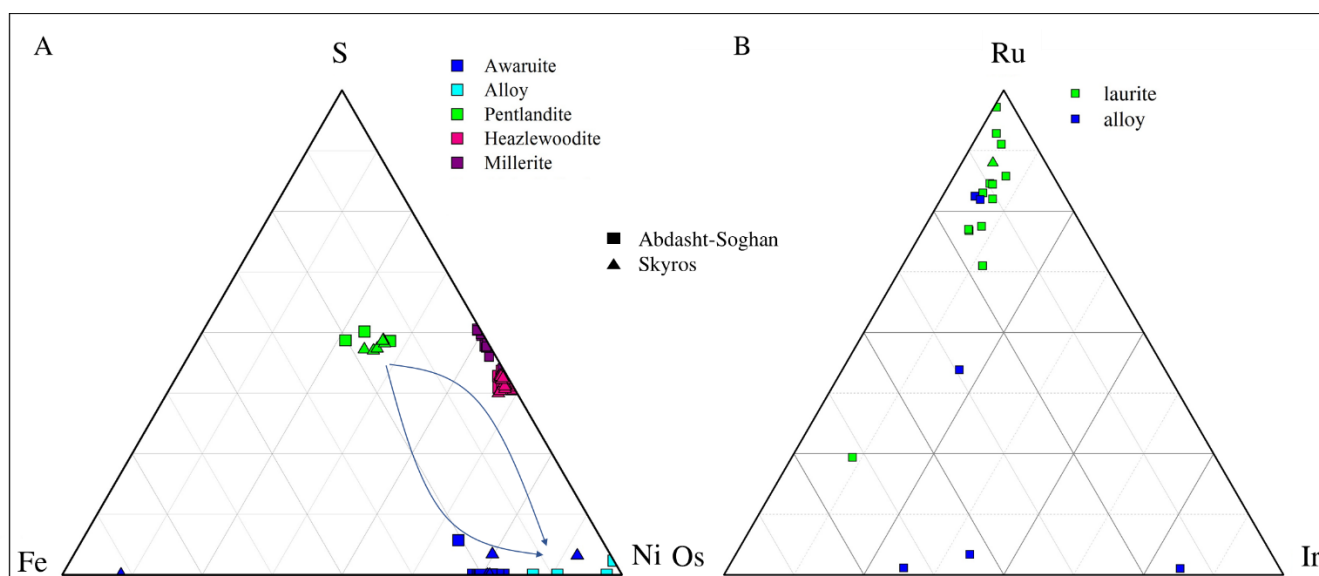 A
S
Awaruite
Alloy
Pentlandite
Heazlewoodite
Millerite
Abdasht-Soghan
Skyros
Fe
Ni
B
Ru
laurite
alloy
Os
Ir